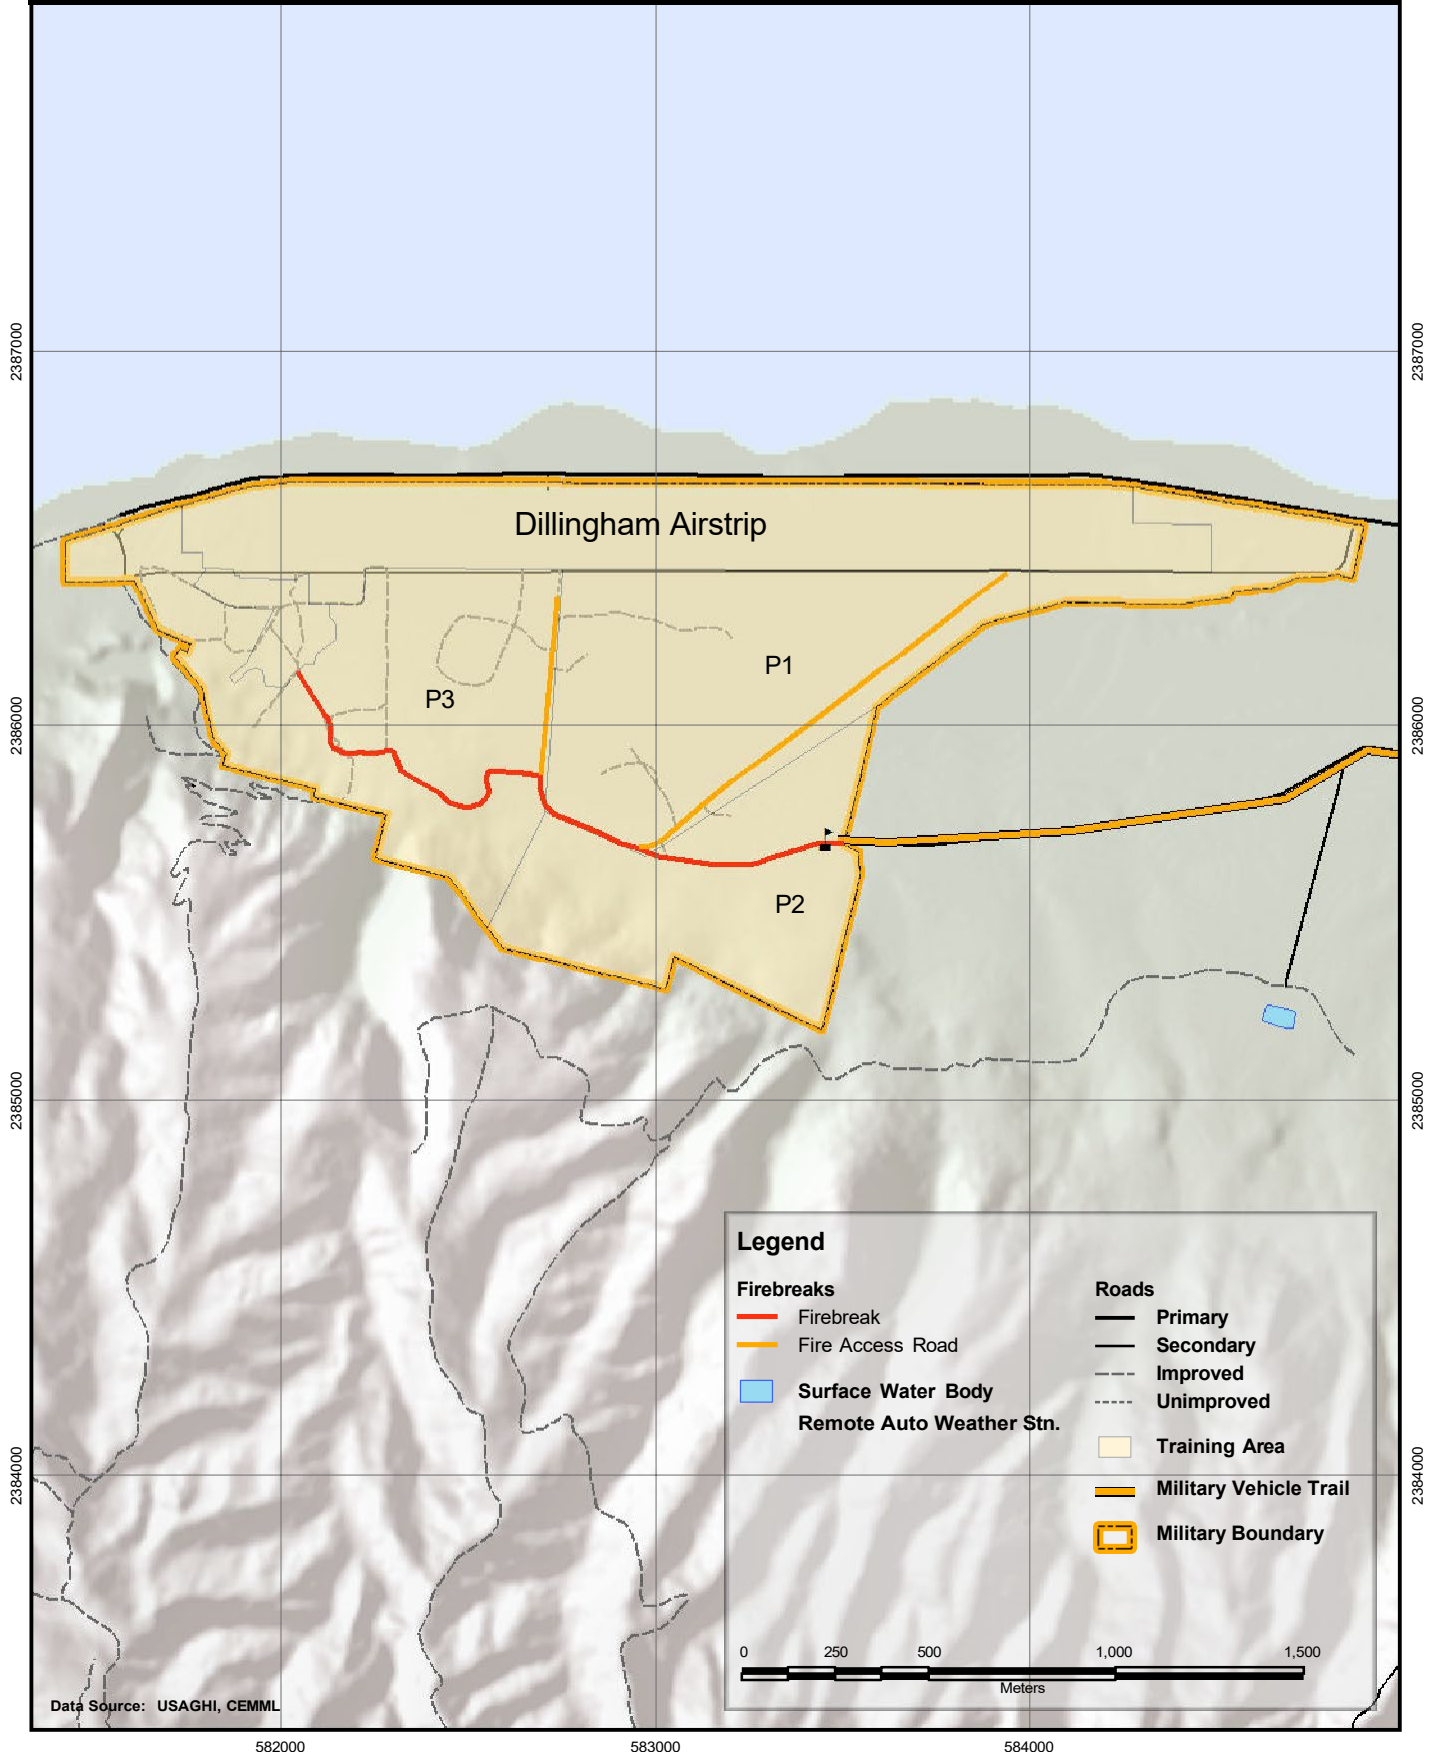 2387000
2387000
Dillingham Airstrip
P1
P3
2386000
2386000
P2
2385000
2385000
Legend
Firebreaks
Firebreak
Fire Access Road
Surface Water Body
Remote Auto Weather Stn.
Roads
Primary
Secondary
Improved
Unimproved
Training Area
Military Vehicle Trail
Military Boundary
2384000
2384000
0 250 500 1,000 1,500
Meters
Data Source: USAGHI, CEMML
582000 583000 584000